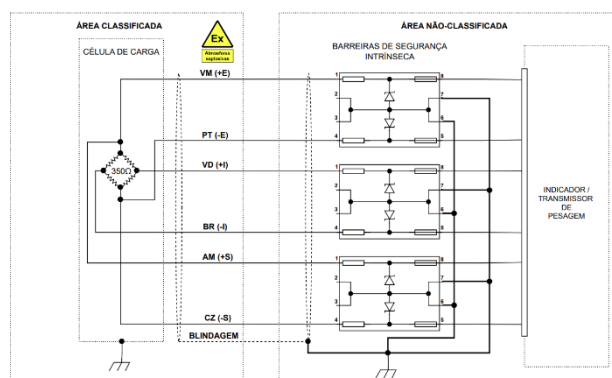 ÁREA CLASSIFICADA
CÉLULA DE CARGA
Ex
Atmosferas
explosivas
ÁREA NÃO-CLASSIFICADA
BARREIRAS DE SEGURANÇA
INTRÍNSECA
VM (+E)
PT (-E)
VD (+I)
BR (-I)
AM (+S)
CZ (-S)
BLINDAGEM
350Ω
1
2
3
4
8
7
6
5
1
2
3
4
8
7
6
5
1
2
3
4
8
7
6
5
INDICADOR /
TRANSMISSOR
DE
PESAGEM